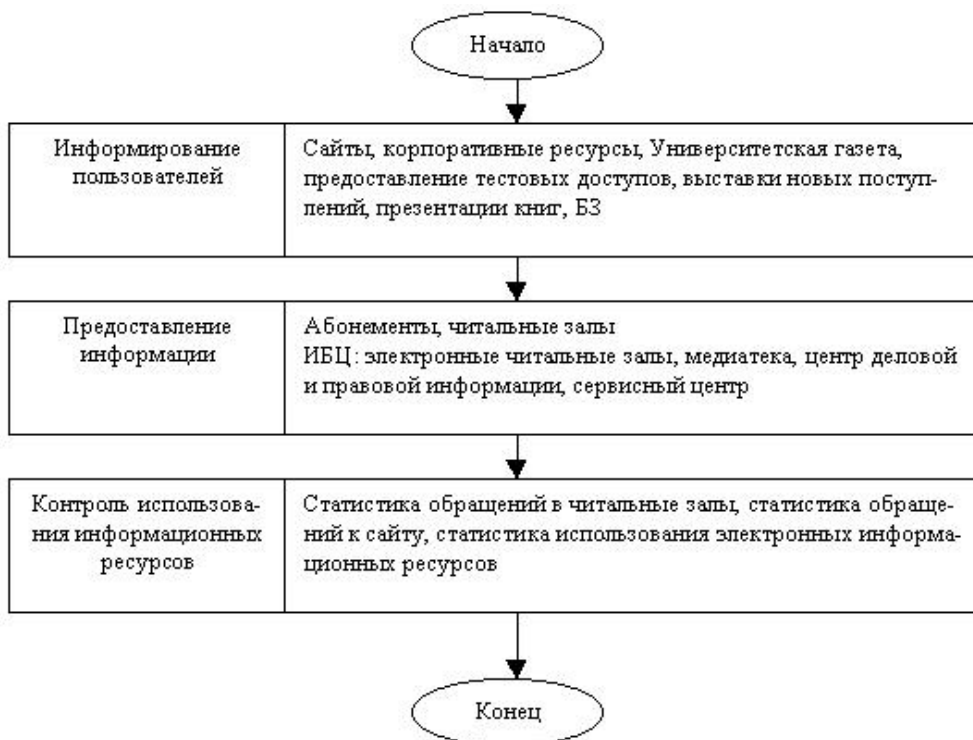 Начало
Информирование
пользователей
Сайты, корпоративные ресурсы, Университетская газета,
предоставление тестовых доступов, выставки новых поступ-
лений, презентации книг, БЗ
Предоставление
информации
Абонементы, читальные залы
ИБЦ: электронные читальные залы, медиатека, центр деловой
и правовой информации, сервисный центр
Контроль использова-
ния информационных
ресурсов
Статистика обращений в читальные залы, статистика обраще-
ний к сайту, статистика использования электронных информа-
ционных ресурсов
Конец